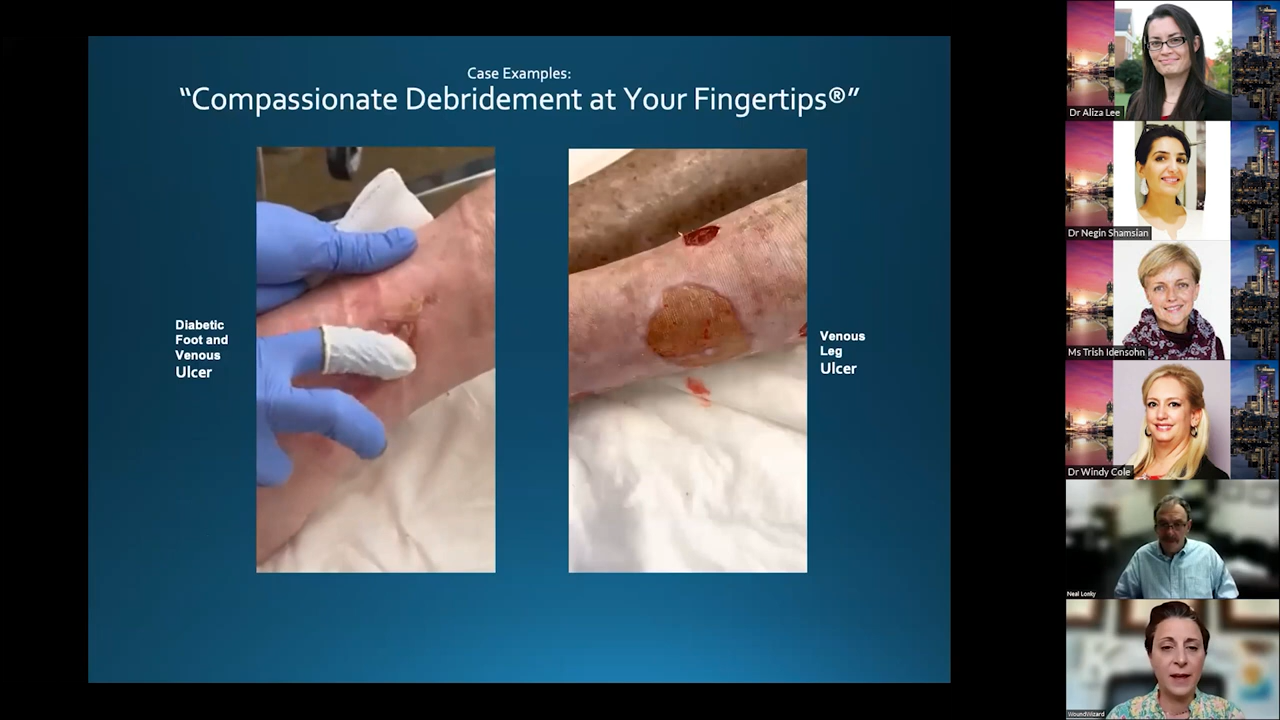 Case Examples:
“Compassionate Debridement at Your Fingertips®”
Diabetic
Foot and
Venous
Ulcer
Venous
Leg
Ulcer
Dr Aliza Lee
Dr Negin Shamsian
Ms Trish Idensohn
Dr Windy Cole
Neal Lonky
WoundWizard